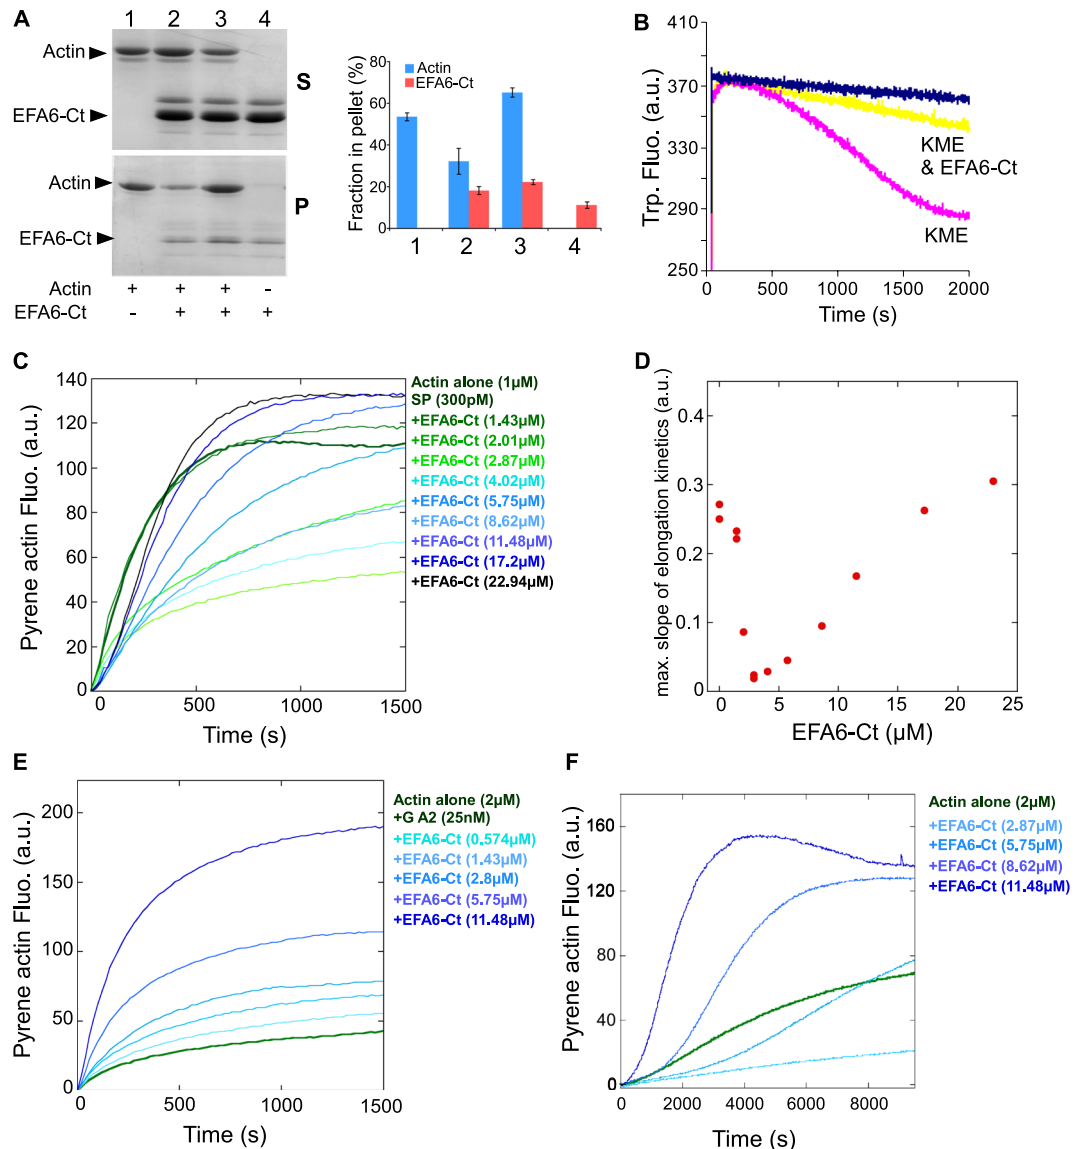 A
1 2 3 4
Actin
S
EFA6-Ct
Actin
P
EFA6-Ct
Actin + + + -
EFA6-Ct - + + +
Fraction in pellet (%)
80
60
40
20
0
Actin
EFA6-Ct
1 2 3 4
B
Trp. Fluo. (a.u.)
410
370
330
290
250
KME
& EFA6-Ct
KME
0 500 1000 1500 2000
Time (s)
C
Pyrene actin Fluo. (a.u.)
140
120
100
80
60
40
20
0
0 500 1000 1500
Time (s)
Actin alone (1µM)
SP (300pM)
+EFA6-Ct (1.43µM)
+EFA6-Ct (2.01µM)
+EFA6-Ct (2.87µM)
+EFA6-Ct (4.02µM)
+EFA6-Ct (5.75µM)
+EFA6-Ct (8.62µM)
+EFA6-Ct (11.48µM)
+EFA6-Ct (17.2µM)
+EFA6-Ct (22.94µM)
D
max. slope of elongation kinetics (a.u.)
0.4
0.3
0.2
0.1
0
0 5 10 15 20 25
EFA6-Ct (µM)
E
Pyrene actin Fluo. (a.u.)
200
150
100
50
0
0 500 1000 1500
Time (s)
Actin alone (2µM)
+G A2 (25nM)
+EFA6-Ct (0.574µM)
+EFA6-Ct (1.43µM)
+EFA6-Ct (2.8µM)
+EFA6-Ct (5.75µM)
+EFA6-Ct (11.48µM)
F
Pyrene actin Fluo. (a.u.)
160
120
80
40
0
0 2000 4000 6000 8000
Time (s)
Actin alone (2µM)
+EFA6-Ct (2.87µM)
+EFA6-Ct (5.75µM)
+EFA6-Ct (8.62µM)
+EFA6-Ct (11.48µM)